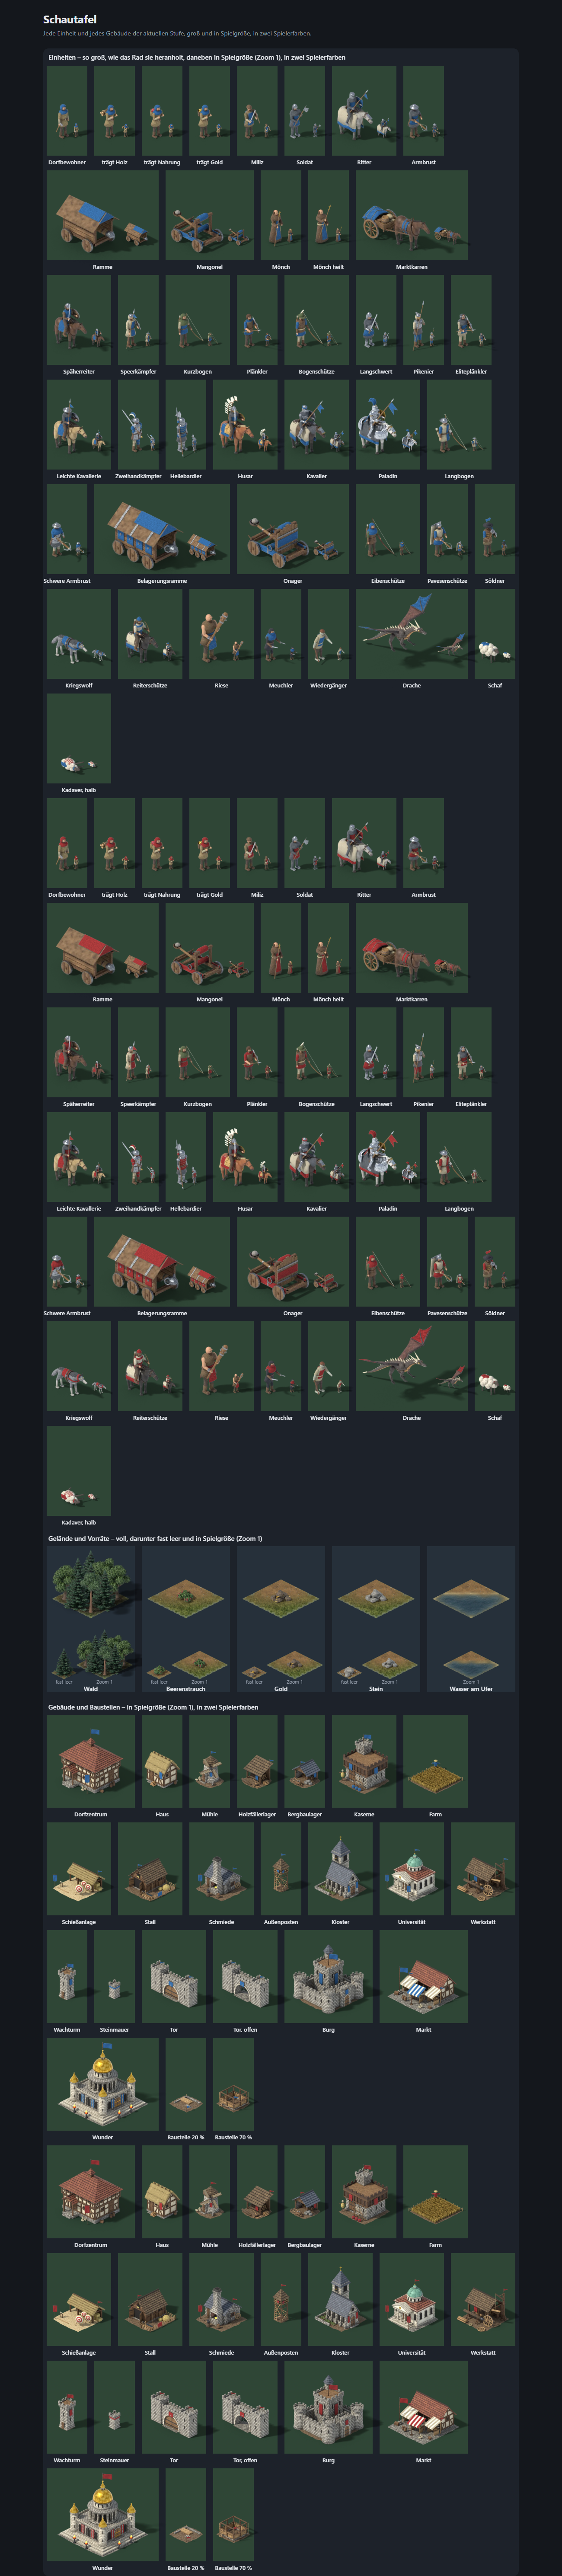 Schautafel
Jede Einheit und jedes Gebäude der aktuellen Stufe, groß und in Spielgröße, in zwei Spielerfarben.
Einheiten – so groß, wie das Rad sie heranholt, daneben in Spielgröße (Zoom 1), in zwei Spielerfarben
Dorfbewohner trägt Holz trägt Nahrung trägt Gold Miliz Soldat Ritter Armbrust
Ramme Mangonel Mönch Mönch heilt Marktkarren
Späherreiter Speerkämpfer Kurzbogen Plänkler Bogenschütze Langschwert Pikenier Eliteplänkler
Leichte Kavallerie Zweihandkämpfer Hellebardier Husar Kavalier Paladin Langbogen
Schwere Armbrust Belagerungsramme Onager Eibenschütze Pavesenschütze Söldner
Kriegswolf Reiterschütze Riese Meuchler Wiedergänger Drache Schaf
Kadaver, halb
Dorfbewohner trägt Holz trägt Nahrung trägt Gold Miliz Soldat Ritter Armbrust
Ramme Mangonel Mönch Mönch heilt Marktkarren
Späherreiter Speerkämpfer Kurzbogen Plänkler Bogenschütze Langschwert Pikenier Eliteplänkler
Leichte Kavallerie Zweihandkämpfer Hellebardier Husar Kavalier Paladin Langbogen
Schwere Armbrust Belagerungsramme Onager Eibenschütze Pavesenschütze Söldner
Kriegswolf Reiterschütze Riese Meuchler Wiedergänger Drache Schaf
Kadaver, halb
Gelände und Vorräte – voll, darunter fast leer und in Spielgröße (Zoom 1)
fast leer Zoom 1 fast leer Zoom 1 fast leer Zoom 1 fast leer Zoom 1 Zoom 1
Wald Beerenstrauch Gold Stein Wasser am Ufer
Gebäude und Baustellen – in Spielgröße (Zoom 1), in zwei Spielerfarben
Dorfzentrum Haus Mühle Holzfällerlager Bergbaulager Kaserne Farm
Schießanlage Stall Schmiede Außenposten Kloster Universität Werkstatt
Wachturm Steinmauer Tor Tor, offen Burg Markt
Wunder Baustelle 20 % Baustelle 70 %
Dorfzentrum Haus Mühle Holzfällerlager Bergbaulager Kaserne Farm
Schießanlage Stall Schmiede Außenposten Kloster Universität Werkstatt
Wachturm Steinmauer Tor Tor, offen Burg Markt
Wunder Baustelle 20 % Baustelle 70 %